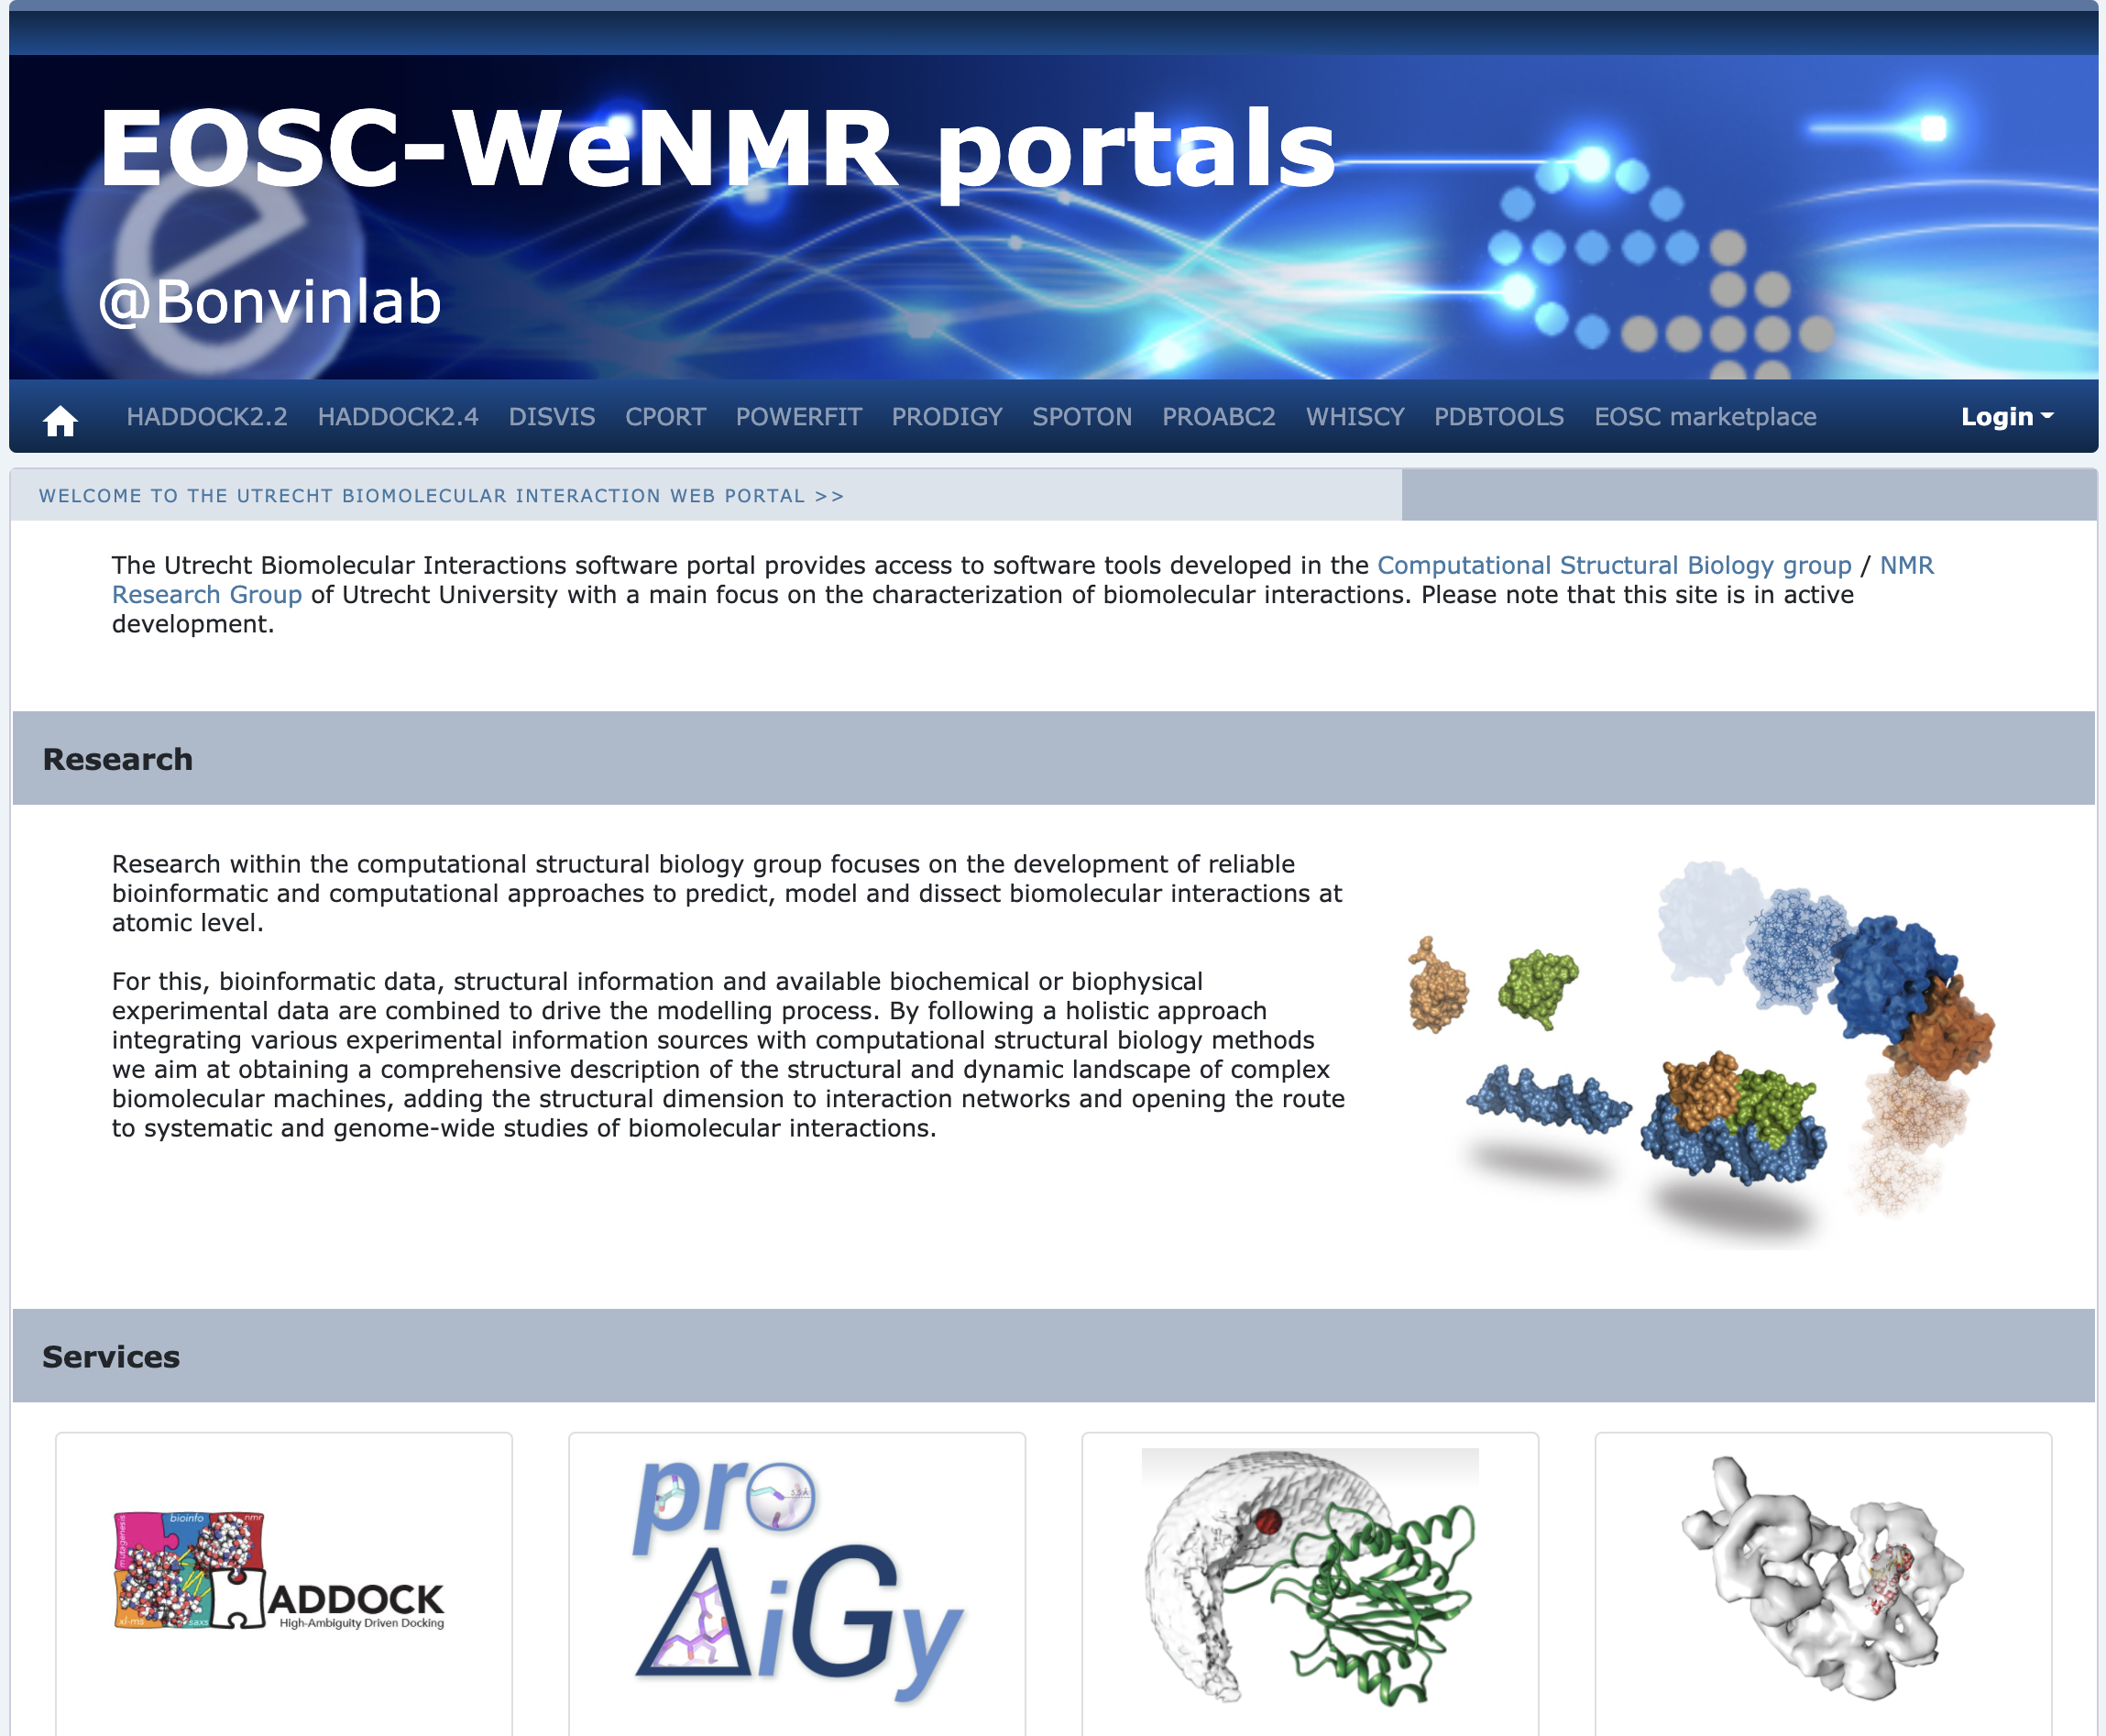 EOSC-WeNMR portals
@Bonvinlab
HADDOCK2.2 HADDOCK2.4 DISVIS CPORT POWERFIT PRODIGY SPOTON PROABC2 WHISCY PDBTOOLS EOSC marketplace Login
WELCOME TO THE UTRECHT BIOMOLECULAR INTERACTION WEB PORTAL >>
The Utrecht Biomolecular Interactions software portal provides access to software tools developed in the Computational Structural Biology group / NMR
Research Group of Utrecht University with a main focus on the characterization of biomolecular interactions. Please note that this site is in active
development.
Research
Research within the computational structural biology group focuses on the development of reliable
bioinformatic and computational approaches to predict, model and dissect biomolecular interactions at
atomic level.
For this, bioinformatic data, structural information and available biochemical or biophysical
experimental data are combined to drive the modelling process. By following a holistic approach
integrating various experimental information sources with computational structural biology methods
we aim at obtaining a comprehensive description of the structural and dynamic landscape of complex
biomolecular machines, adding the structural dimension to interaction networks and opening the route
to systematic and genome-wide studies of biomolecular interactions.
Services
mutagenesis
bioinfo
nmr
xl-ms
saxs
ADDOCK
High-Ambiguity Driven Docking
pro
ΔiGy